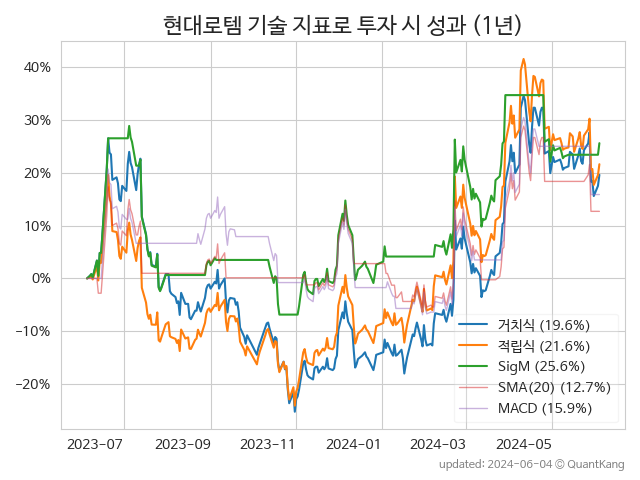 현대로템 기술 지표로 투자 시 성과 (1년)
40%
30%
20%
10%
0%
−10%
−20%
거치식 (19.6%)
적립식 (21.6%)
SigM (25.6%)
SMA(20) (12.7%)
MACD (15.9%)
2023-07 2023-09 2023-11 2024-01 2024-03 2024-05
updated: 2024-06-04 © QuantKang